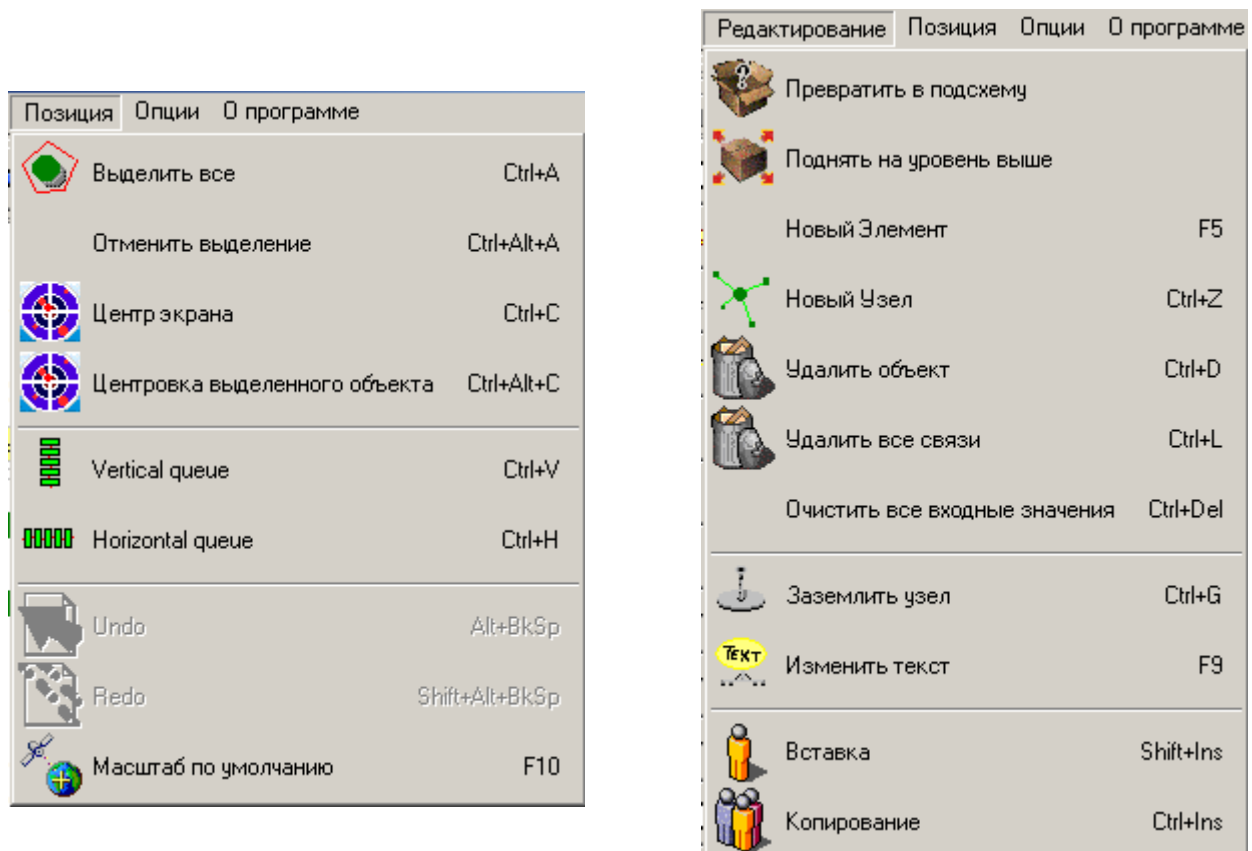 Позиция Опции О программе
Выделить все Ctrl+A
Отменить выделение Ctrl+Alt+A
Центр экрана Ctrl+C
Центровка выделенного объекта Ctrl+Alt+C
Vertical queue Ctrl+V
Horizontal queue Ctrl+H
Undo Alt+BkSp
Redo Shift+Alt+BkSp
Масштаб по умолчанию F10
Редактирование Позиция Опции О программе
Превратить в подсхему
Поднять на уровень выше
Новый Элемент F5
Новый Узел Ctrl+Z
Удалить объект Ctrl+D
Удалить все связи Ctrl+L
Очистить все входные значения Ctrl+Del
Заземлить узел Ctrl+G
TEXT
Изменить текст F9
Вставка Shift+Ins
Копирование Ctrl+Ins